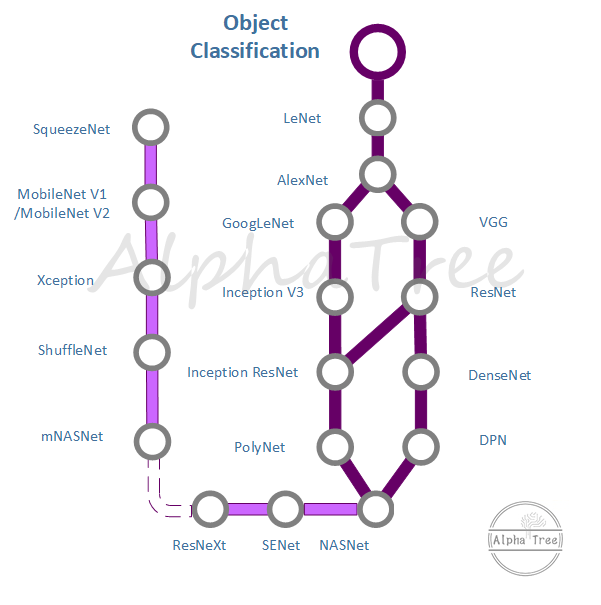 Object
Classification
LeNet
SqueezeNet
AlexNet
MobileNet V1
/MobileNet V2
GoogLeNet
VGG
AlphaTree
Xception
Inception V3
ResNet
ShuffleNet
Inception ResNet
DenseNet
mNASNet
PolyNet
DPN
ResNeXt
SENet
NASNet
Alpha Tree